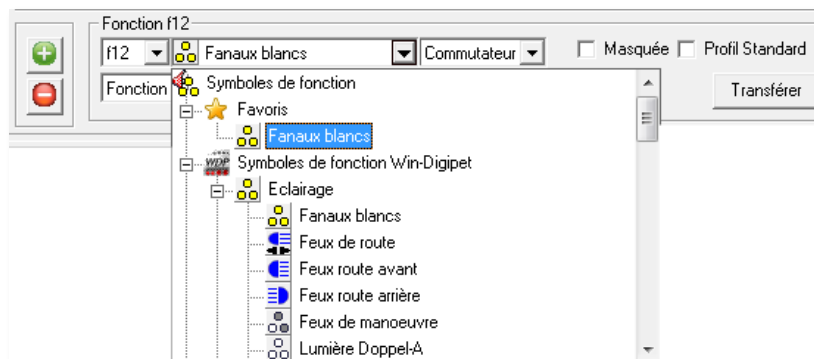 Fonction f12
f12 Fanaux blancs Commutateur Masquée Profil Standard
Fonction Transférer
Symboles de fonction
Favoris
Fanaux blancs
WDP Symboles de fonction Win-Digipet
Eclairage
Fanaux blancs
Feux de route
Feux route avant
Feux route arrière
Feux de manoeuvre
Lumière Doppel-A